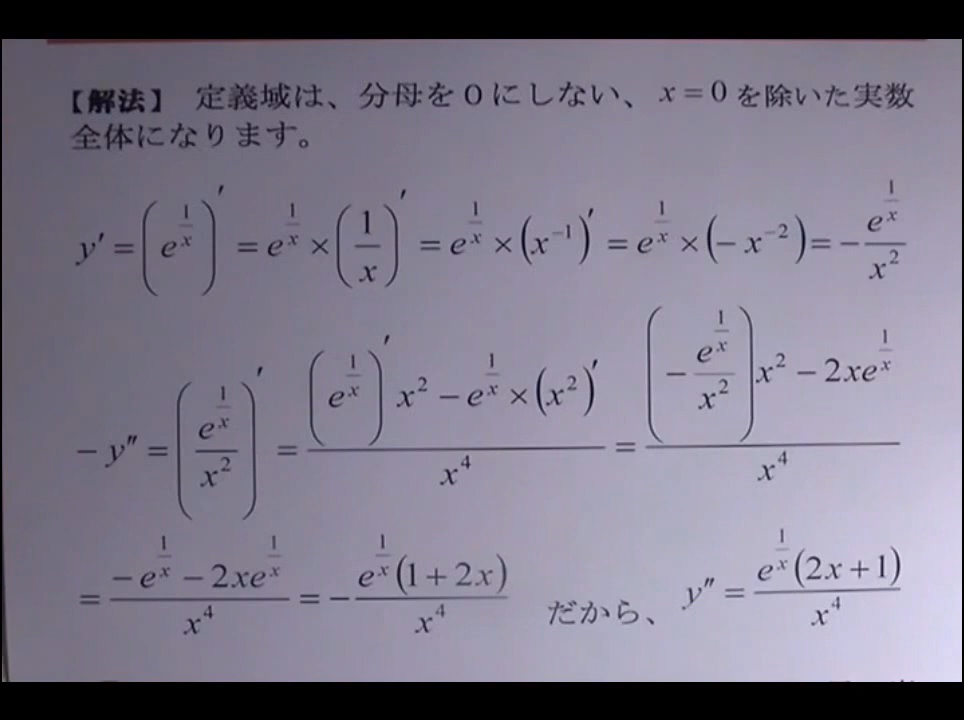 【解法】 定義域は、分母を0にしない、x=0を除いた実数
全体になります。
y′ = (e^{1/x})′ = e^{1/x} × (1/x)′ = e^{1/x} × (x^{-1})′ = e^{1/x} × (−x^{-2}) = −e^{1/x}/x^2
−y″ = (e^{1/x}/x^2)′ = ((e^{1/x})′ x^2 − e^{1/x} × (x^2)′)/x^4 = ((−e^{1/x}/x^2) x^2 − 2xe^{1/x})/x^4
= (−e^{1/x} − 2xe^{1/x})/x^4 = −e^{1/x}(1+2x)/x^4 だから、 y″ = e^{1/x}(2x+1)/x^4